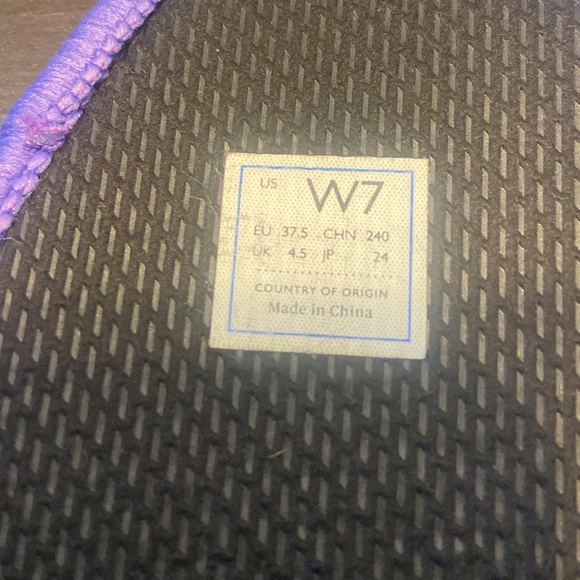 US W7
EU 37.5 CHN 240
UK 4.5 JP 24
COUNTRY OF ORIGIN
Made in China